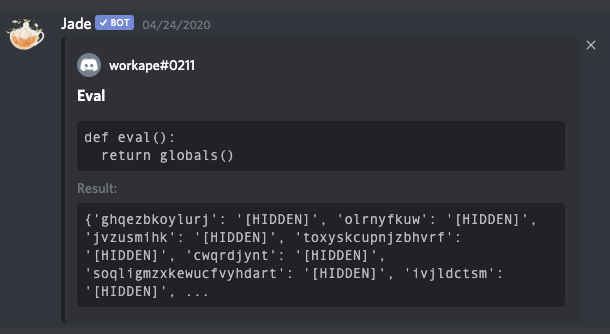 Jade ✓ BOT 04/24/2020
workape#0211
Eval
def eval():
  return globals()
Result:
{'ghqezbkoylurj': '[HIDDEN]', 'olrnyfkuw': '[HIDDEN]',
'jvzusmihk': '[HIDDEN]', 'toxyskcupnjzbhvrf':
'[HIDDEN]', 'cwqrdjynt': '[HIDDEN]',
'soqligmzxkewucfvyhdart': '[HIDDEN]', 'ivjldctsm':
'[HIDDEN]', ...